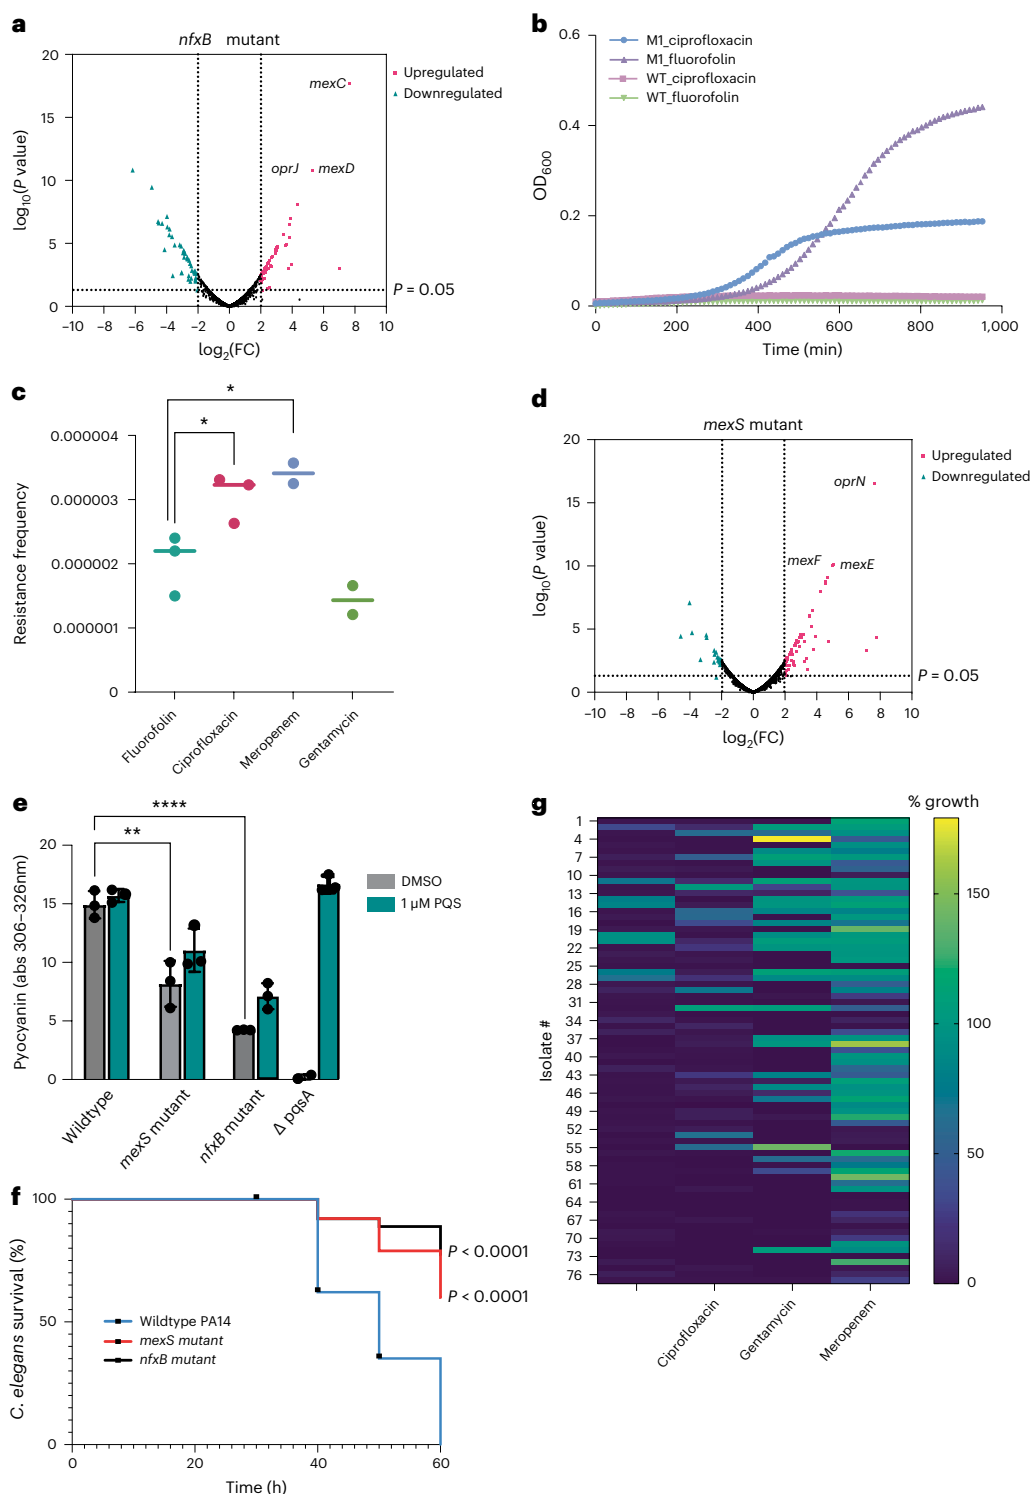 a
nfxB mutant
20
15
10
5
0
log10(P value)
mexC
oprJ mexD
Upregulated
Downregulated
P = 0.05
−10 −8 −6 −4 −2 0 2 4 6 8 10
log2(FC)
b
0.6
0.4
0.2
0
OD600
M1_ciprofloxacin
M1_fluorofolin
WT_ciprofloxacin
WT_fluorofolin
0 200 400 600 800 1,000
Time (min)
c
*
*
0.000004
0.000003
0.000002
0.000001
0
Resistance frequency
Fluorofolin
Ciprofloxacin
Meropenem
Gentamycin
d
mexS mutant
20
15
10
5
0
log10(P value)
oprN
mexF mexE
Upregulated
Downregulated
P = 0.05
−10 −8 −6 −4 −2 0 2 4 6 8 10
log2(FC)
e
****
**
20
15
10
5
0
Pyocyanin (abs 306–326nm)
DMSO
1 µM PQS
Wildtype
mexS mutant
nfxB mutant
Δ pqsA
f
100
50
0
C. elegans survival (%)
P < 0.0001
P < 0.0001
Wildtype PA14
mexS mutant
nfxB mutant
0 20 40 60
Time (h)
g
% growth
1
4
7
10
13
16
19
22
25
28
31
34
37
40
43
46
49
52
55
58
61
64
67
70
73
76
Isolate #
150
100
50
0
Ciprofloxacin
Gentamycin
Meropenem